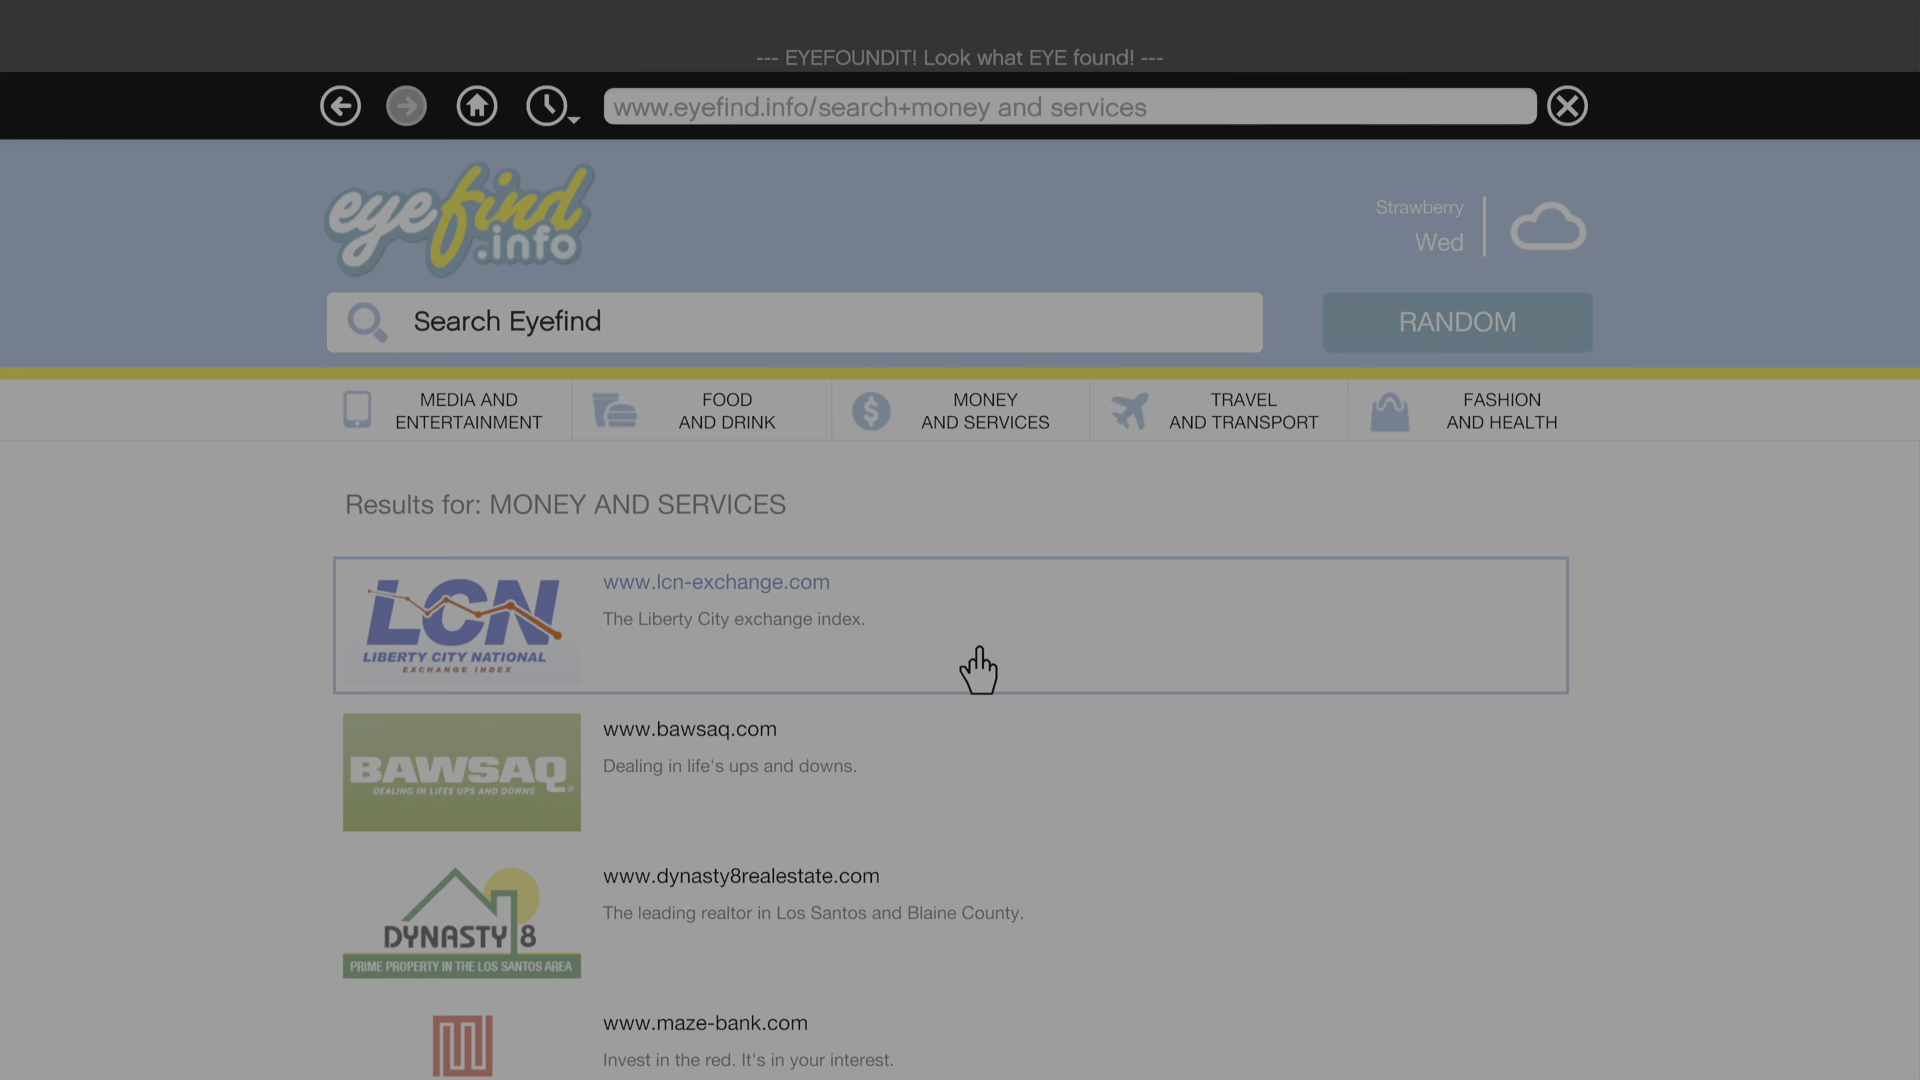 --- EYEFOUNDIT! Look what EYE found! ---
www.eyefind.info/search+money and services
eyefind
.info
Strawberry
Wed
Search Eyefind
RANDOM
MEDIA AND
ENTERTAINMENT
FOOD
AND DRINK
MONEY
AND SERVICES
TRAVEL
AND TRANSPORT
FASHION
AND HEALTH
Results for: MONEY AND SERVICES
LCN
LIBERTY CITY NATIONAL
EXCHANGE INDEX
www.lcn-exchange.com
The Liberty City exchange index.
BAWSAQ
DEALING IN LIFES UPS AND DOWNS
www.bawsaq.com
Dealing in life's ups and downs.
DYNASTY 8
PRIME PROPERTY IN THE LOS SANTOS AREA
www.dynasty8realestate.com
The leading realtor in Los Santos and Blaine County.
www.maze-bank.com
Invest in the red. It's in your interest.